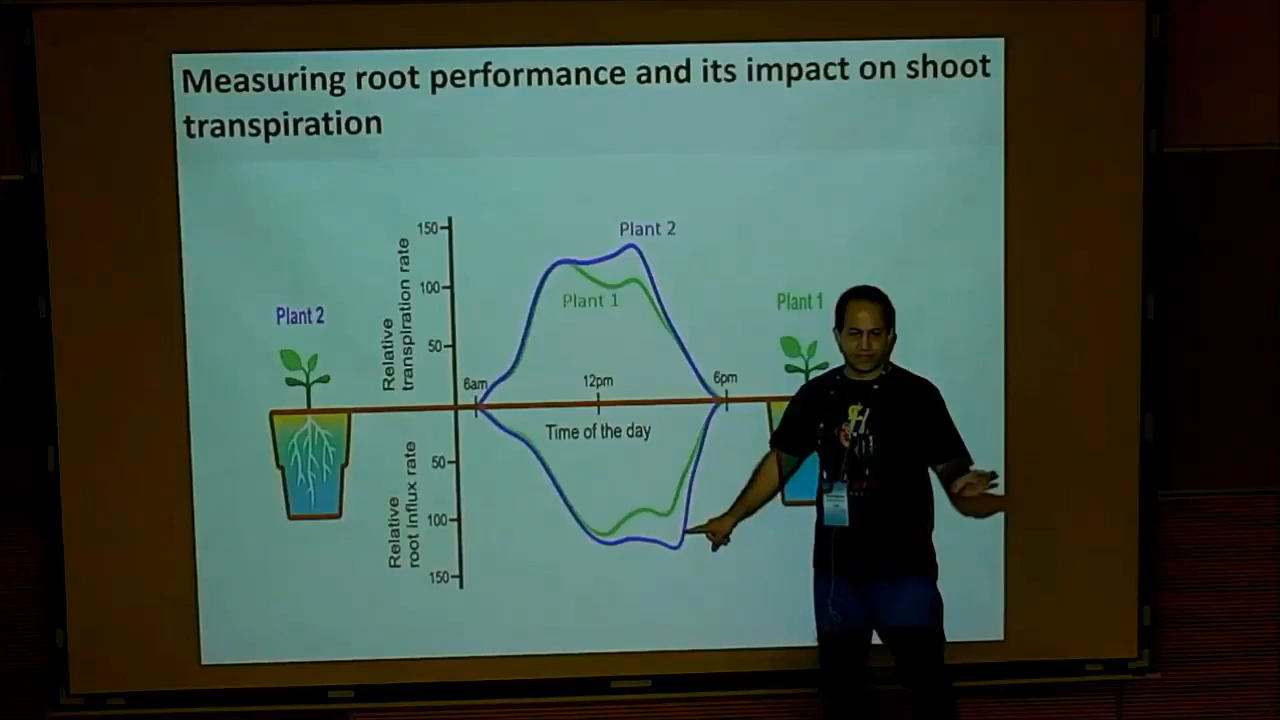 Measuring root performance and its impact on shoot
transpiration
150
Plant 2
100
Plant 1
Plant 2
Plant 1
Relative
transpiration rate
50
6am
12pm
6pm
Time of the day
50
Relative
root influx rate
100
150